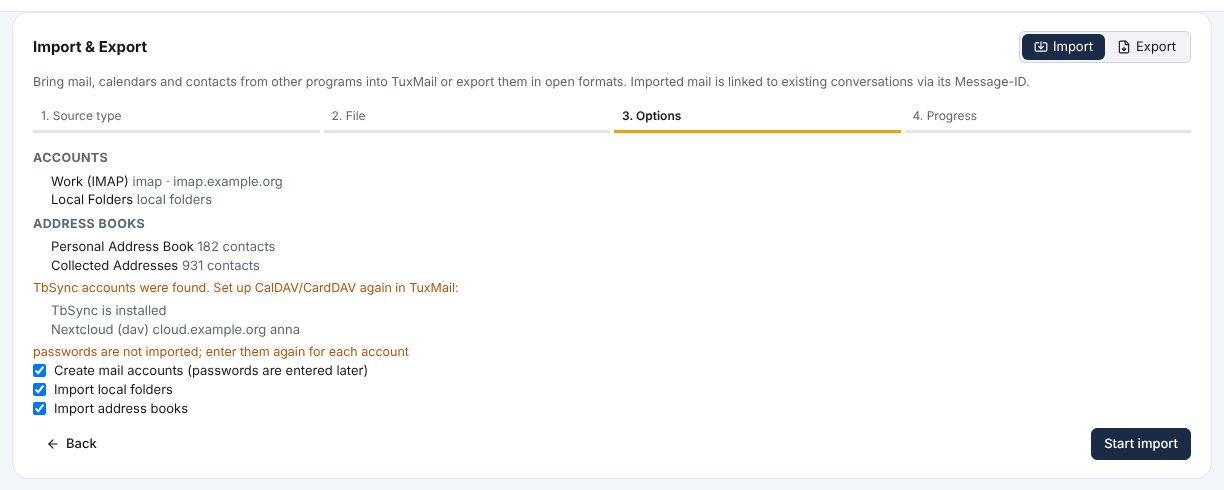 Import & Export
Import
Export
Bring mail, calendars and contacts from other programs into TuxMail or export them in open formats. Imported mail is linked to existing conversations via its Message-ID.
1. Source type
2. File
3. Options
4. Progress
ACCOUNTS
Work (IMAP) imap · imap.example.org
Local Folders local folders
ADDRESS BOOKS
Personal Address Book 182 contacts
Collected Addresses 931 contacts
TbSync accounts were found. Set up CalDAV/CardDAV again in TuxMail:
TbSync is installed
Nextcloud (dav) cloud.example.org anna
passwords are not imported; enter them again for each account
Create mail accounts (passwords are entered later)
Import local folders
Import address books
Back
Start import